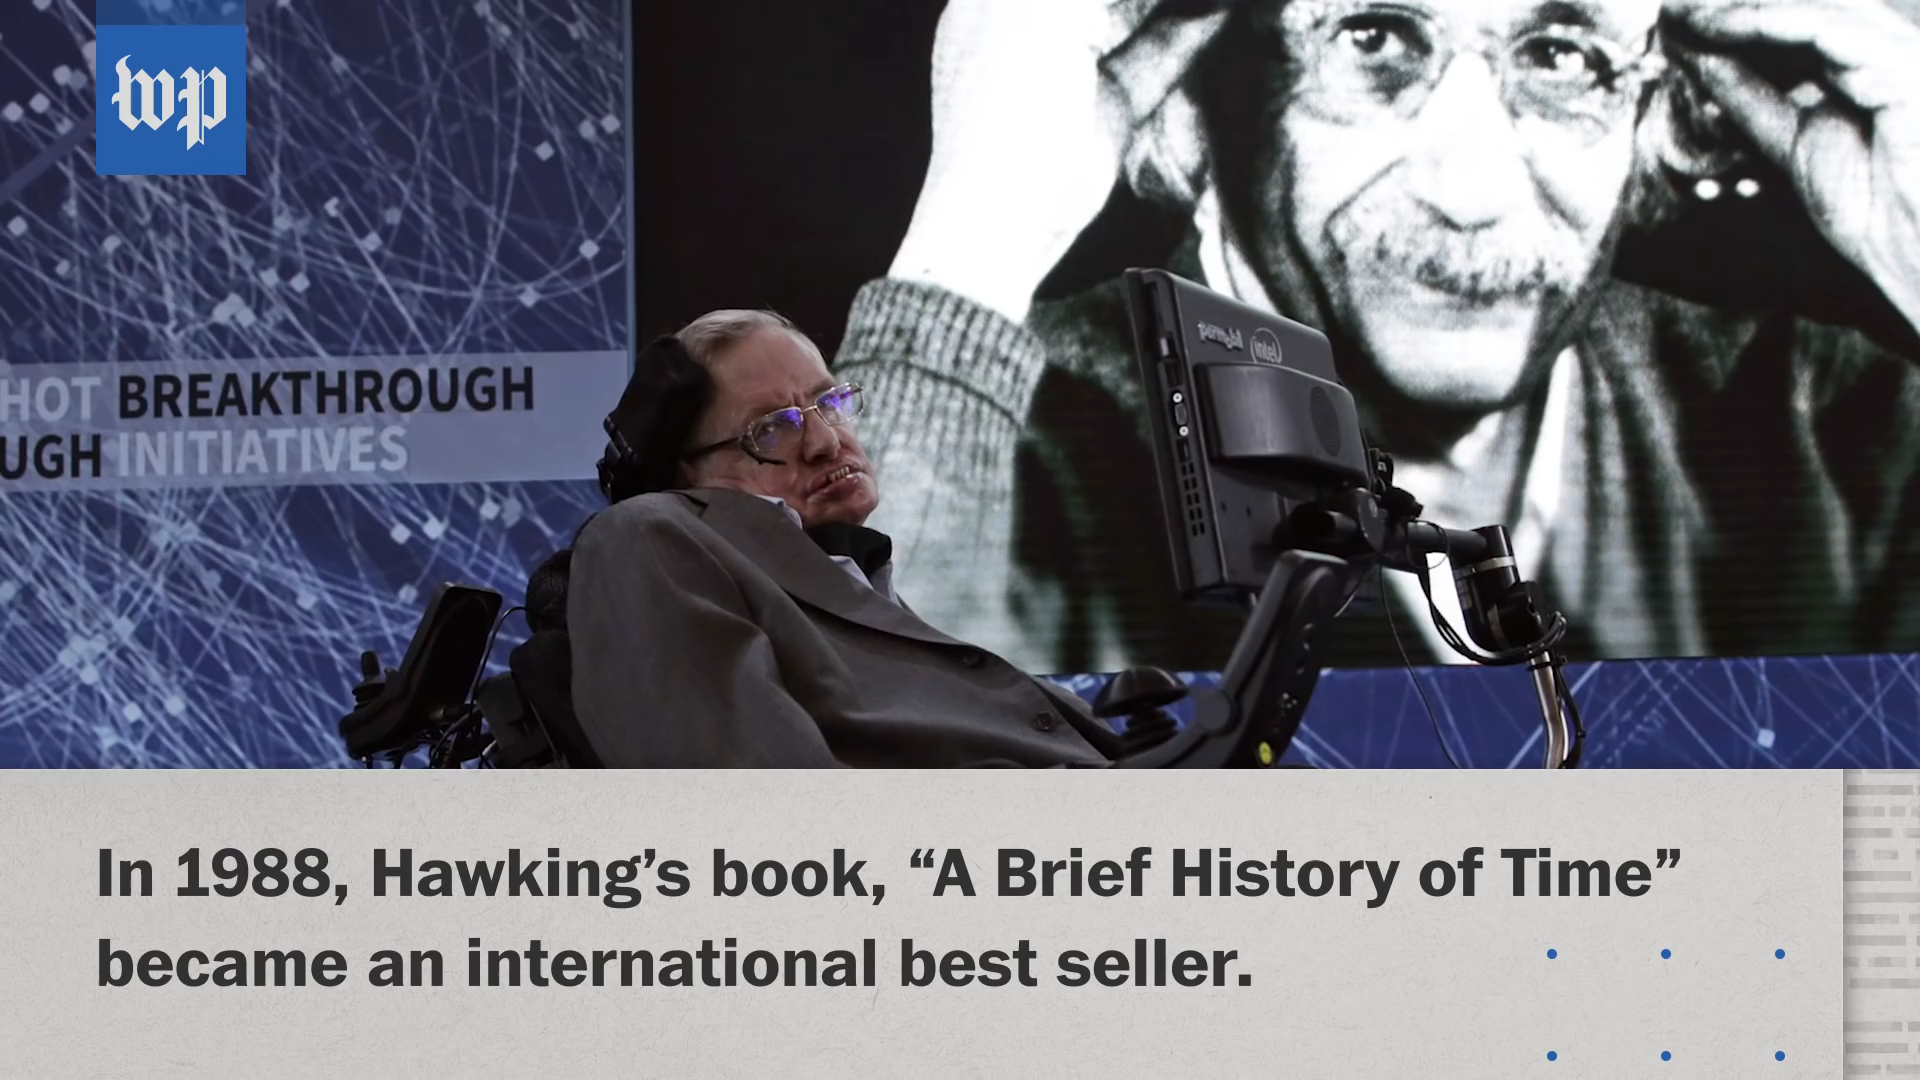 wp
HOT BREAKTHROUGH
UGH INITIATIVES
permobil
intel
In 1988, Hawking’s book, “A Brief History of Time”
became an international best seller.